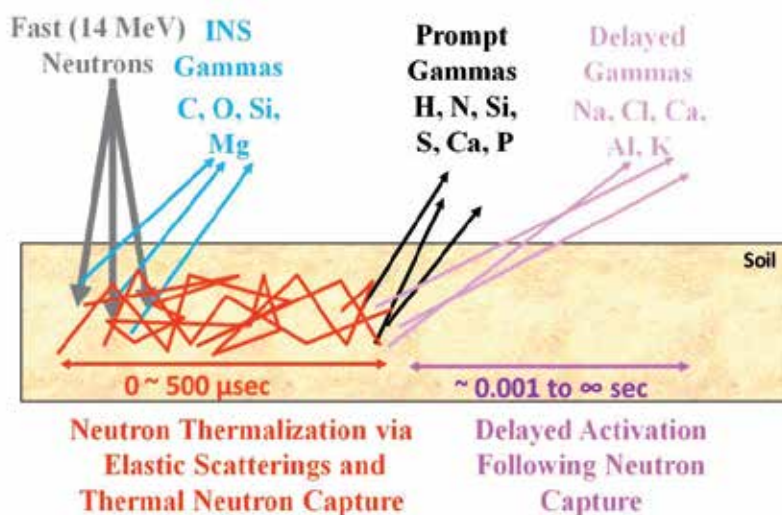 Fast (14 MeV)
Neutrons
INS
Gammas
C, O, Si,
Mg
Prompt
Gammas
H, N, Si,
S, Ca, P
Delayed
Gammas
Na, Cl, Ca,
Al, K
Soil
0 ~ 500 µsec
~ 0.001 to ∞ sec
Neutron Thermalization via
Elastic Scatterings and
Thermal Neutron Capture
Delayed Activation
Following Neutron
Capture